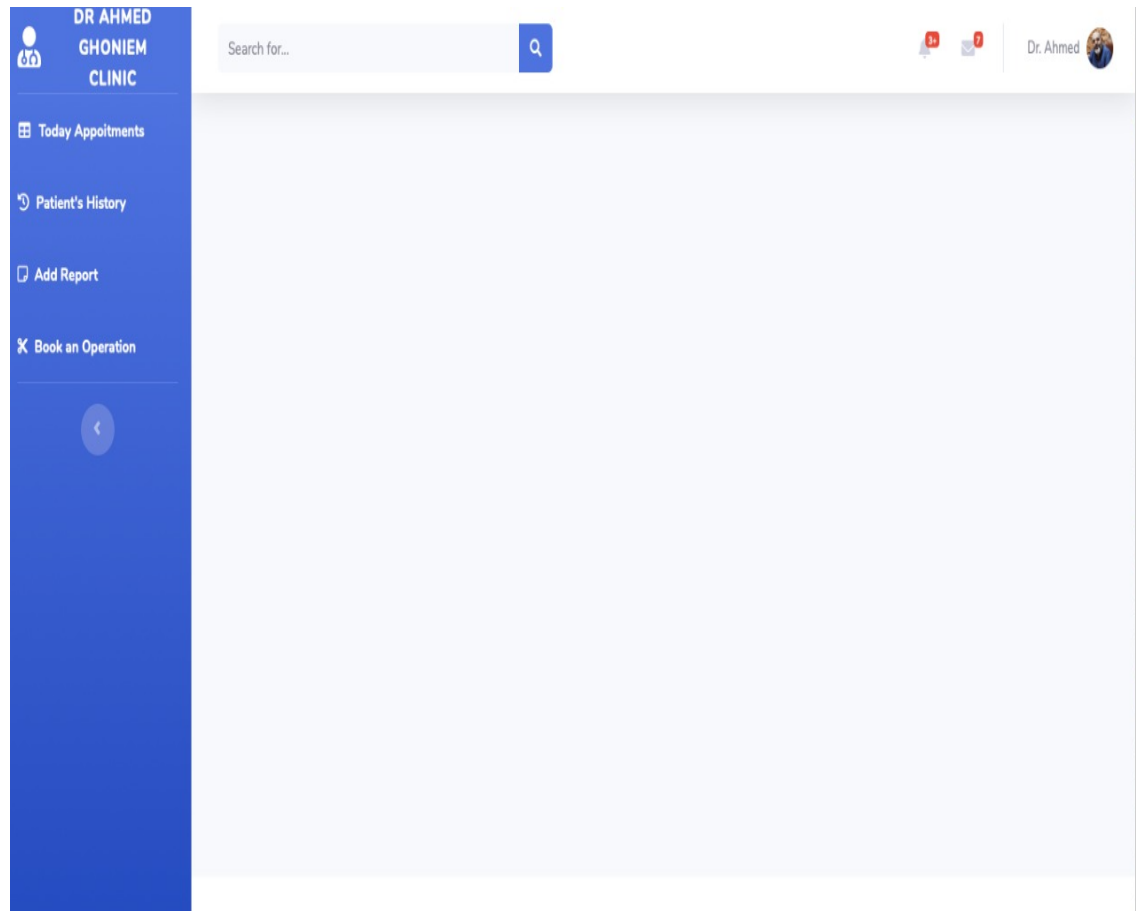 DR AHMED
GHONIEM
CLINIC
Search for...
3+
7
Dr. Ahmed
Today Appoitments
Patient's History
Add Report
Book an Operation